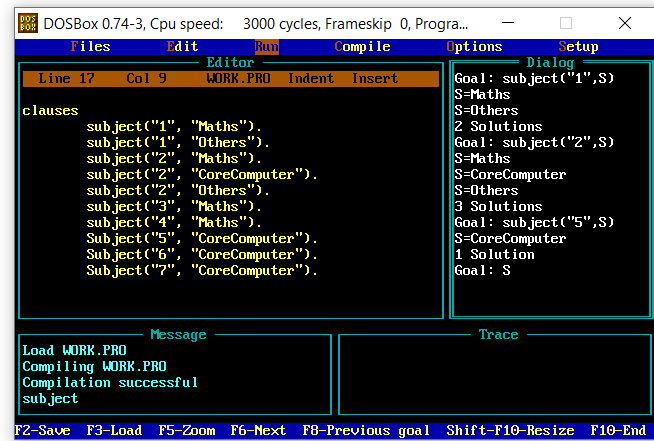 DOSBox 0.74-3, Cpu speed: 3000 cycles, Frameskip 0, Progra...
Files Edit Run Compile Options Setup
Editor
Line 17 Col 9 WORK.PRO Indent Insert
clauses
subject("1", "Maths").
subject("1", "Others").
subject("2", "Maths").
subject("2", "CoreComputer").
subject("2", "Others").
subject("3", "Maths").
subject("4", "Maths").
Subject("5", "CoreComputer").
Subject("6", "CoreComputer").
Subject("7", "CoreComputer").
Dialog
Goal: subject("1",S)
S=Maths
S=Others
2 Solutions
Goal: subject("2",S)
S=Maths
S=CoreComputer
S=Others
3 Solutions
Goal: subject("5",S)
S=CoreComputer
1 Solution
Goal: S
Message
Load WORK.PRO
Compiling WORK.PRO
Compilation successful
subject
Trace
F2-Save F3-Load F5-Zoom F6-Next F8-Previous goal Shift-F10-Resize F10-End